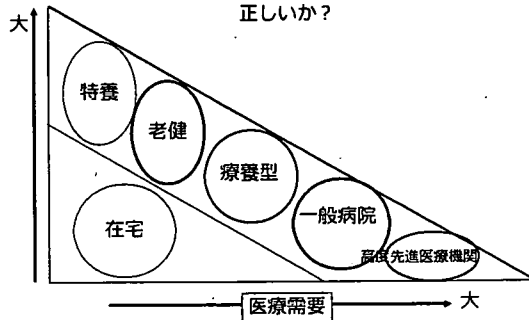 正しいか?
大
特養
老健
療養型
一般病院
高度先進医療機関
在宅
医療需要
大